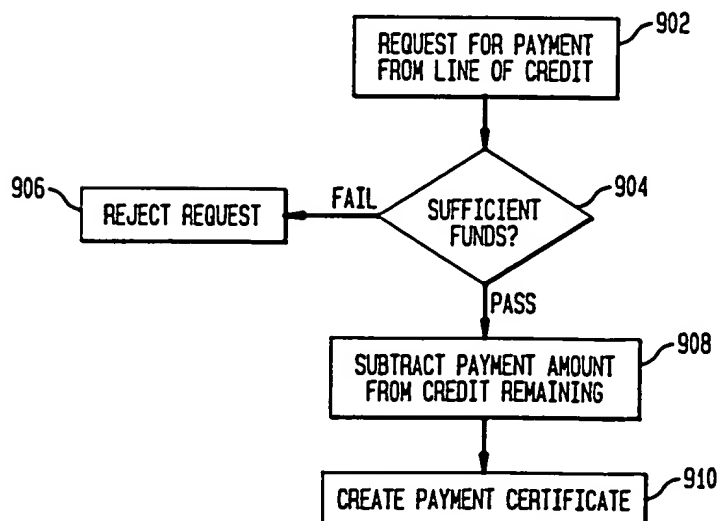 REQUEST FOR PAYMENT
FROM LINE OF CREDIT
902
SUFFICIENT
FUNDS?
904
FAIL
906
REJECT REQUEST
PASS
SUBTRACT PAYMENT AMOUNT
FROM CREDIT REMAINING
908
CREATE PAYMENT CERTIFICATE
910